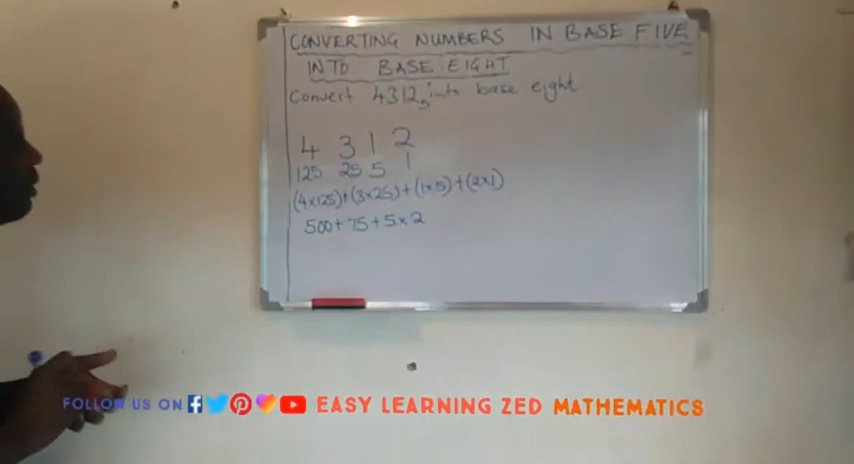 CONVERTING NUMBERS IN BASE FIVE
INTO BASE EIGHT
Convert 4312₅ into base eight
4 3 1 2
125 25 5 1
(4×125)+(3×25)+(1×5)+(2×1)
500+75+5×2
FOLLOW US ON EASY LEARNING ZED MATHEMATICS